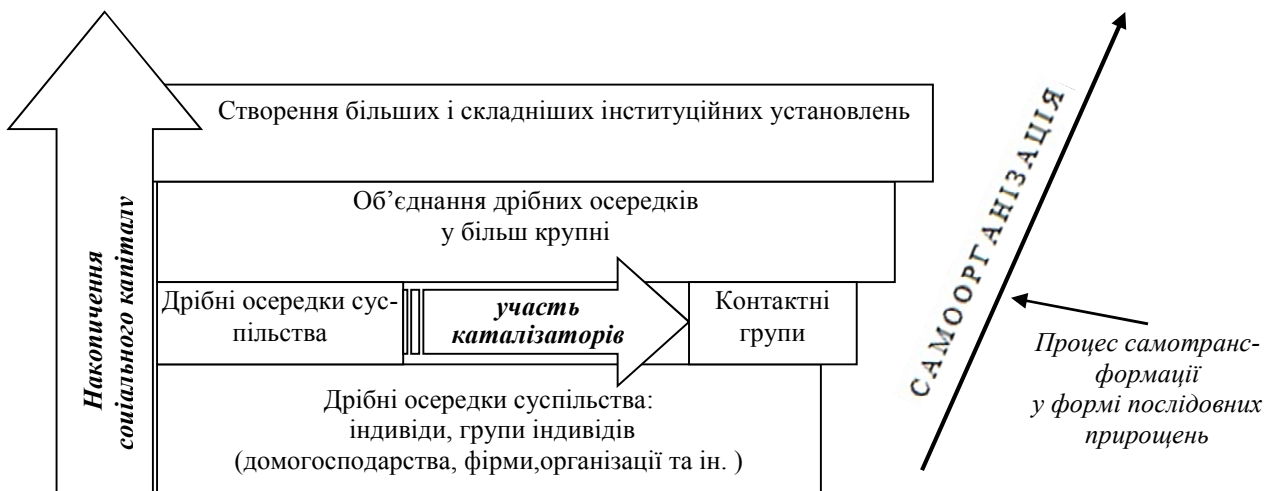 Створення більших і складніших інституційних установлень
Об’єднання дрібних осередків
у більш крупні
Дрібні осередки сус-
пільства
участь
каталізаторів
Контактні
групи
Дрібні осередки суспільства:
індивіди, групи індивідів
(домогосподарства, фірми,організації та ін. )
Накопичення
соціального капіталу
САМООРГАНІЗАЦІЯ
Процес самотранс-
формації
у формі послідовних
прирощень